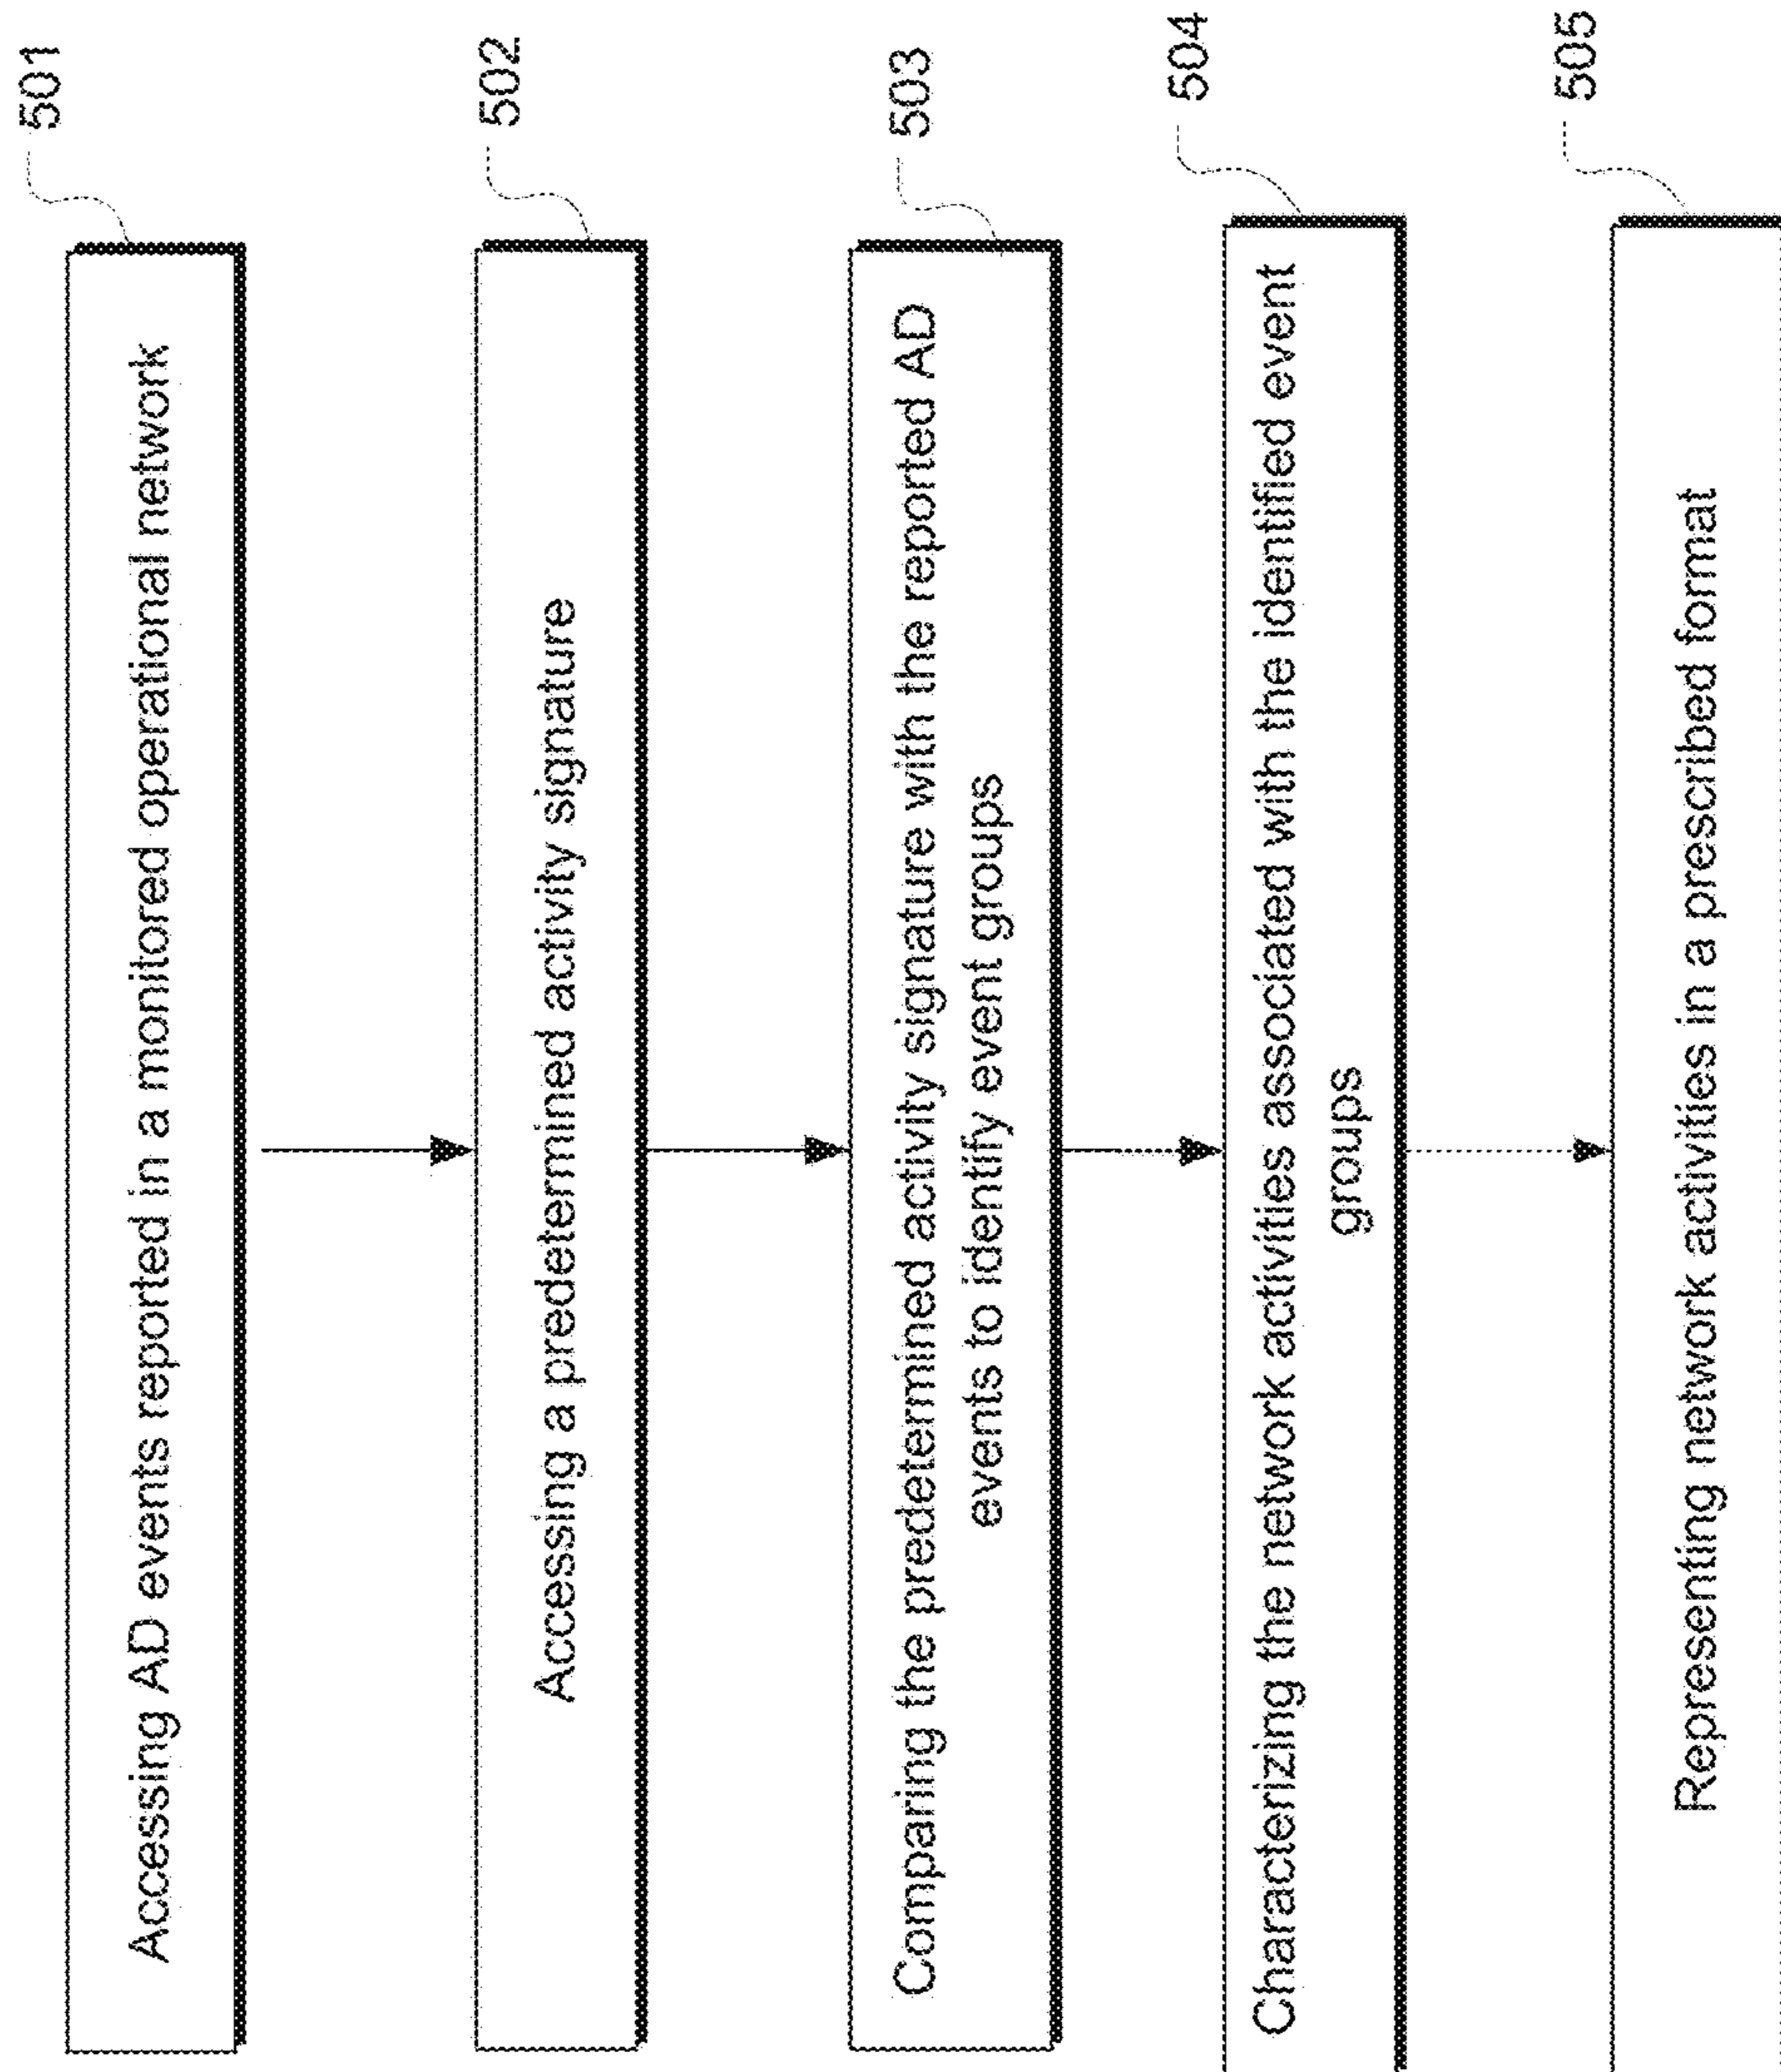 501
Accessing AD events reported in a monitored operational network
502
Accessing a predetermined activity signature
503
Comparing the predetermined activity signature with the reported AD
events to identify event groups
504
Characterizing the network activities associated with the identified event
groups
505
Representing network activities in a prescribed format